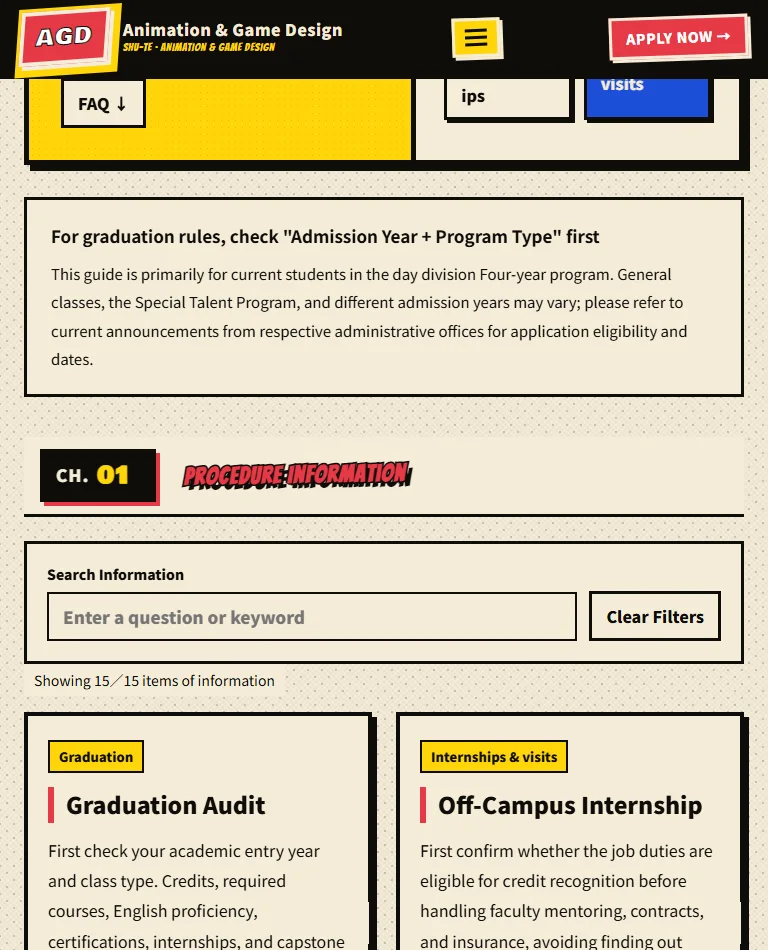 AGD
Animation & Game Design
SHU-TE · ANIMATION & GAME DESIGN
APPLY NOW →
FAQ ↓
ips
visits
For graduation rules, check "Admission Year + Program Type" first
This guide is primarily for current students in the day division Four-year program. General
classes, the Special Talent Program, and different admission years may vary; please refer to
current announcements from respective administrative offices for application eligibility and
dates.
CH. 01
PROCEDURE INFORMATION
Search Information
Enter a question or keyword
Clear Filters
Showing 15／15 items of information
Graduation
Graduation Audit
First check your academic entry year
and class type. Credits, required
courses, English proficiency,
certifications, internships, and capstone
Internships & visits
Off-Campus Internship
First confirm whether the job duties are
eligible for credit recognition before
handling faculty mentoring, contracts,
and insurance, avoiding finding out